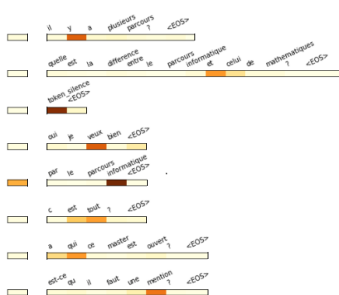 il y a plusieurs parcours ? <EOS>
quelle est la difference entre le parcours informatique et celui de mathematiques ? <EOS>
token_silence <EOS>
oui je veux bien <EOS>
par le parcours informatique <EOS>
c est tout ? <EOS>
a qui ce master est ouvert ? <EOS>
est-ce qu il faut une mention ? <EOS>